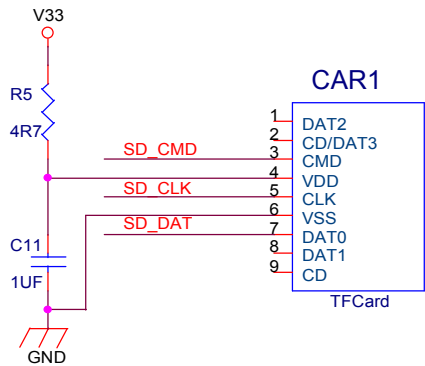 V33
R5
4R7
C11
1UF
GND
SD_CMD
SD_CLK
SD_DAT
CAR1
1 DAT2
2 CD/DAT3
3 CMD
4 VDD
5 CLK
6 VSS
7 DAT0
8 DAT1
9 CD
TFCard